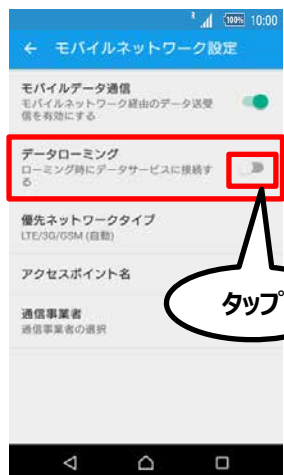 100% 10:00
← モバイルネットワーク設定
モバイルデータ通信
モバイルネットワーク経由のデータ送受
信を有効にする
データローミング
ローミング時にデータサービスに接続す
る
優先ネットワークタイプ
LTE/3G/GSM (自動)
アクセスポイント名
タップ
通信事業者
通信事業者の選択